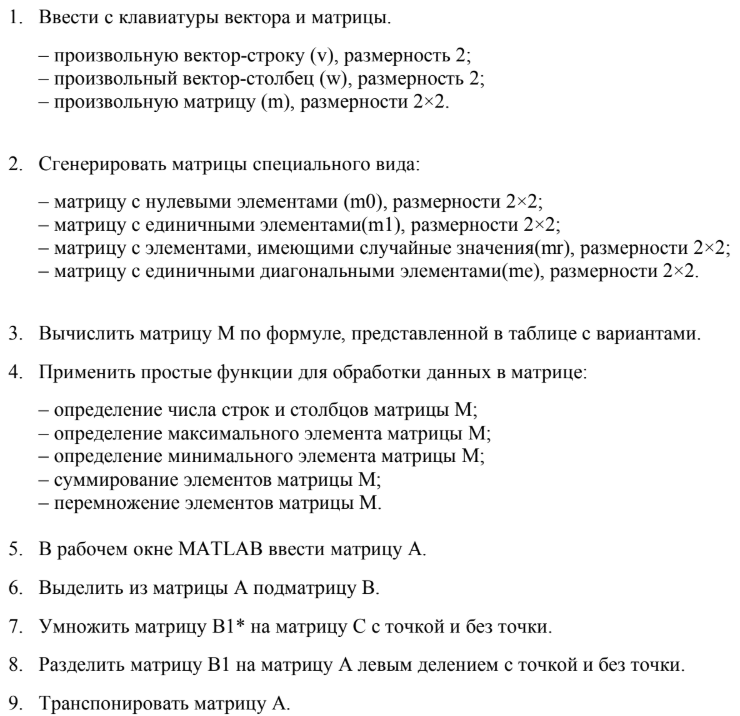 1. Ввести с клавиатуры вектора и матрицы.
– произвольную вектор-строку (v), размерность 2;
– произвольный вектор-столбец (w), размерность 2;
– произвольную матрицу (m), размерности 2×2.
2. Сгенерировать матрицы специального вида:
– матрицу с нулевыми элементами (m0), размерности 2×2;
– матрицу с единичными элементами(m1), размерности 2×2;
– матрицу с элементами, имеющими случайные значения(mr), размерности 2×2;
– матрицу с единичными диагональными элементами(me), размерности 2×2.
3. Вычислить матрицу М по формуле, представленной в таблице с вариантами.
4. Применить простые функции для обработки данных в матрице:
– определение числа строк и столбцов матрицы М;
– определение максимального элемента матрицы М;
– определение минимального элемента матрицы М;
– суммирование элементов матрицы М;
– перемножение элементов матрицы М.
5. В рабочем окне MATLAB ввести матрицу А.
6. Выделить из матрицы А подматрицу В.
7. Умножить матрицу В1* на матрицу С с точкой и без точки.
8. Разделить матрицу В1 на матрицу А левым делением с точкой и без точки.
9. Транспонировать матрицу А.